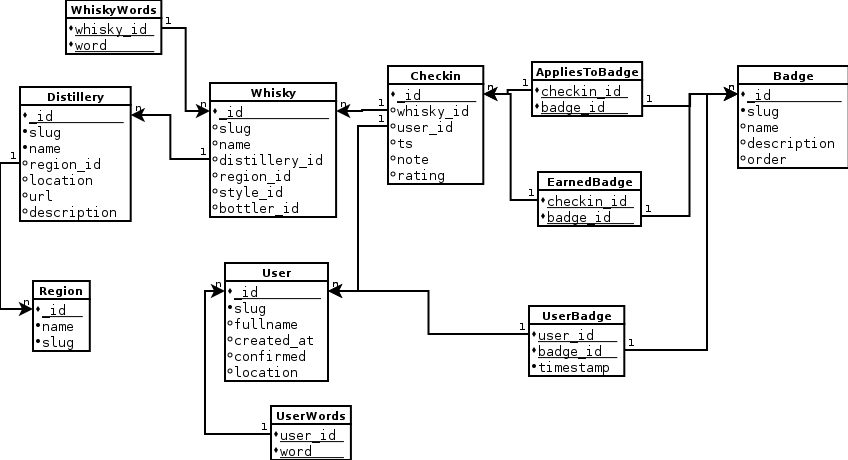 WhiskyWords
whisky_id
word
1
Distillery
_id
slug
name
region_id
location
url
description
n
1
Whisky
_id
slug
name
distillery_id
region_id
style_id
bottler_id
n
n
1
Checkin
_id
whisky_id
user_id
ts
note
rating
1
1
n
AppliesToBadge
checkin_id
badge_id
1
1
Badge
_id
slug
name
description
order
n
EarnedBadge
checkin_id
badge_id
1
1
Region
_id
name
slug
n
User
_id
slug
fullname
created_at
confirmed
location
n
n
UserBadge
user_id
badge_id
timestamp
1
1
UserWords
user_id
word
1